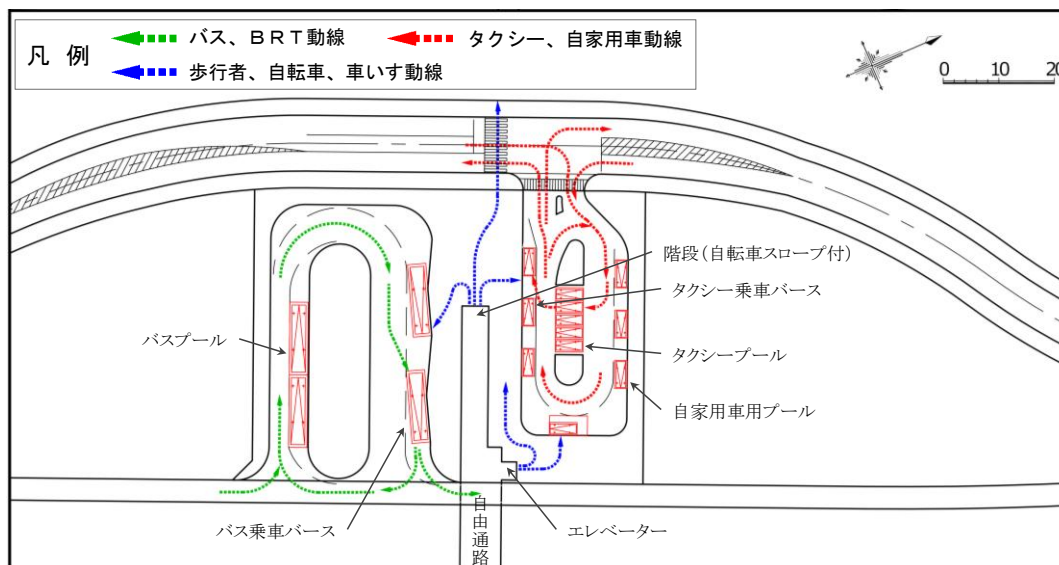 凡 例
バス、ＢＲＴ動線
タクシー、自家用車動線
歩行者、自転車、車いす動線
0 10 20
階段(自転車スロープ付)
タクシー乗車バース
バスプール
タクシープール
自家用車用プール
バス乗車バース
自由通路
エレベーター